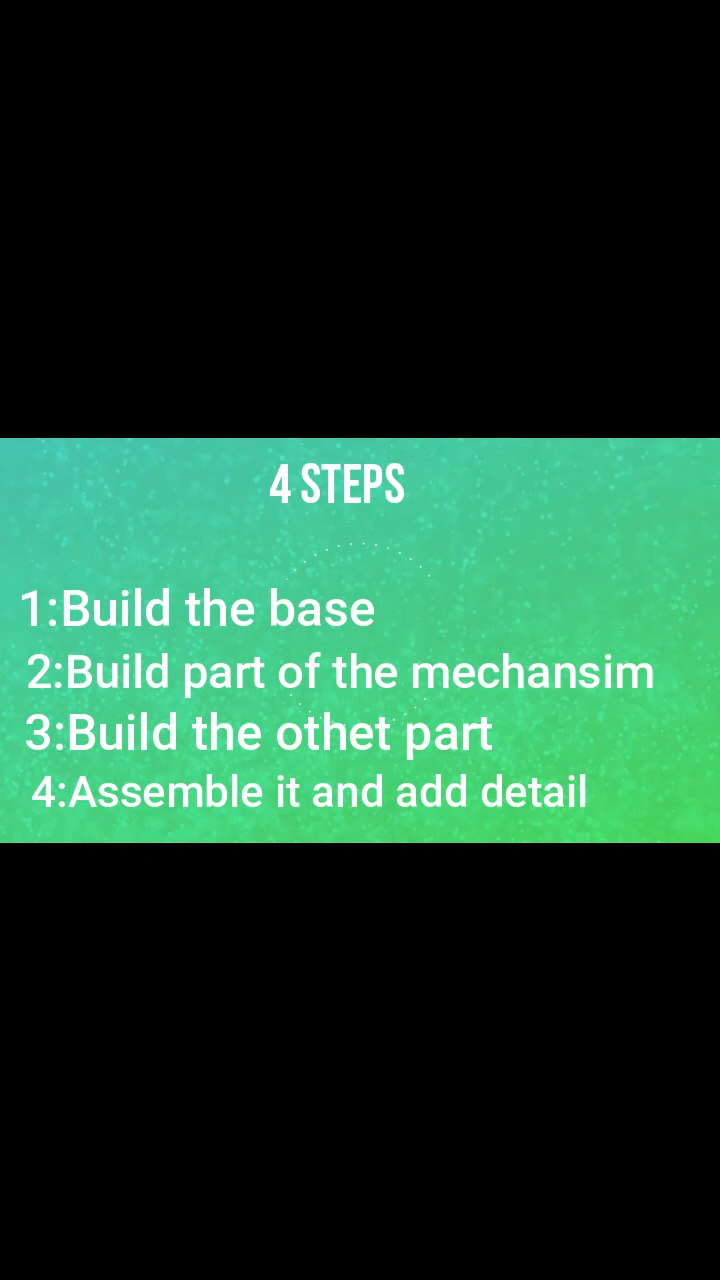 4 STEPS
1:Build the base
2:Build part of the mechansim
3:Build the othet part
4:Assemble it and add detail